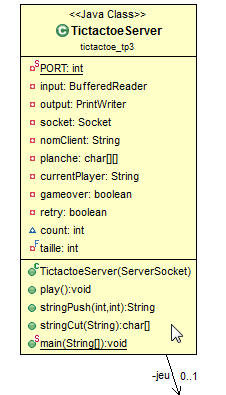 <<Java Class>>
C TictactoeServer
tictactoe_tp3
S PORT: int
input: BufferedReader
output: PrintWriter
socket: Socket
nomClient: String
planche: char[][]
currentPlayer: String
gameover: boolean
retry: boolean
count: int
F taille: int
C TictactoeServer(ServerSocket)
play():void
stringPush(int,int):String
stringCut(String):char[]
S main(String[]):void
-jeu 0..1